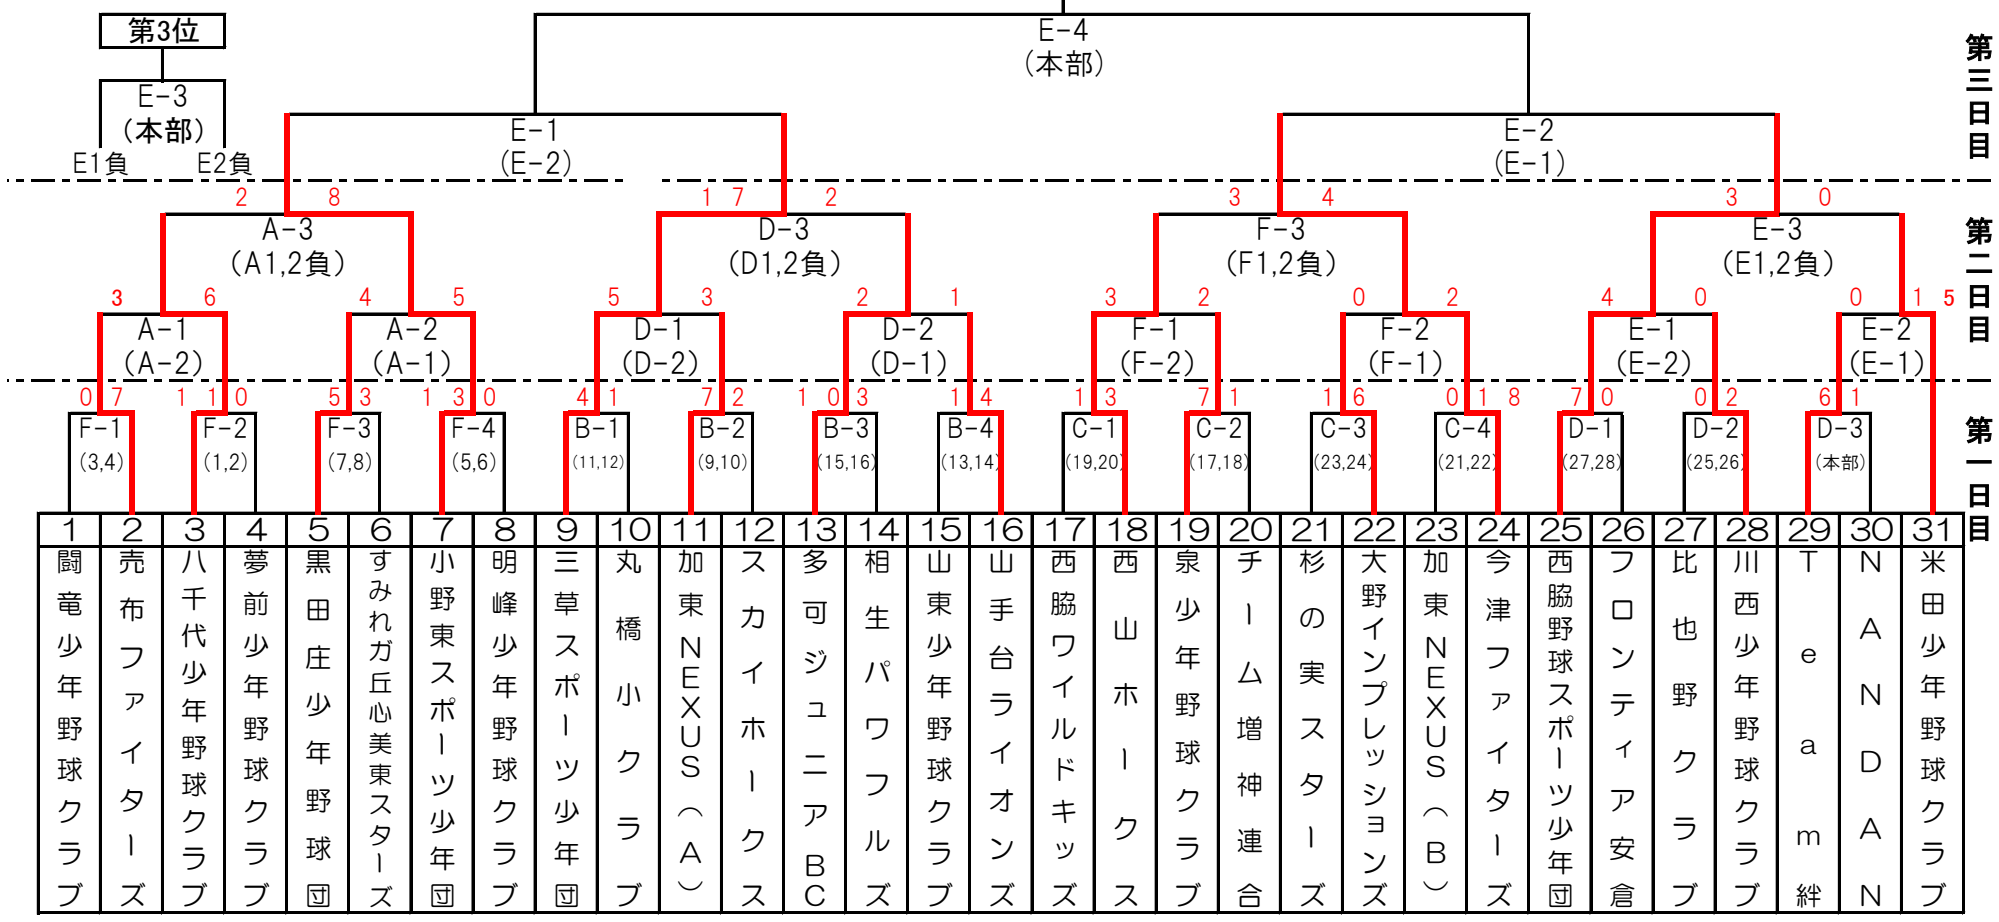 第3位
E-4
(本部)
第三日目
E-3
(本部)
E1負 E2負
E-1
(E-2)
E-2
(E-1)
2 8 1 7 2 3 4 3 0
A-3
(A1,2負)
D-3
(D1,2負)
F-3
(F1,2負)
E-3
(E1,2負)
第二日目
3 6 4 5 5 3 2 1 3 2 0 2 4 0 0 1 5
A-1
(A-2)
A-2
(A-1)
D-1
(D-2)
D-2
(D-1)
F-1
(F-2)
F-2
(F-1)
E-1
(E-2)
E-2
(E-1)
0 7 1 1 0 5 3 1 3 0 4 1 7 2 1 0 3 1 4 1 3 7 1 1 6 0 1 8 7 0 0 2 6 1
F-1 F-2 F-3 F-4 B-1 B-2 B-3 B-4 C-1 C-2 C-3 C-4 D-1 D-2 D-3
(3,4) (1,2) (7,8) (5,6) (11,12) (9,10) (15,16) (13,14) (19,20) (17,18) (23,24) (21,22) (27,28) (25,26) (本部)
第一日目
1 2 3 4 5 6 7 8 9 10 11 12 13 14 15 16 17 18 19 20 21 22 23 24 25 26 27 28 29 30 31
闘竜少年野球クラブ
売布ファイターズ
八千代少年野球クラブ
夢前少年野球クラブ
黒田庄少年野球団
すみれガ丘心美東スターズ
小野東スポーツ少年団
明峰少年野球クラブ
三草スポーツ少年団
丸橋小クラブ
加東NEXUS(A)
スカイホークス
多可ジュニアBC
相生パワフルズ
山東少年野球クラブ
山手台ライオンズ
西脇ワイルドキッズ
西山ホークス
泉少年野球クラブ
チーム増神連合
杉の実スターズ
大野インプレッションズ
加東NEXUS(B)
今津ファイターズ
西脇野球スポーツ少年団
フロンティア安倉
比也野クラブ
川西少年野球クラブ
Team絆
NANDAN
米田少年野球クラブ